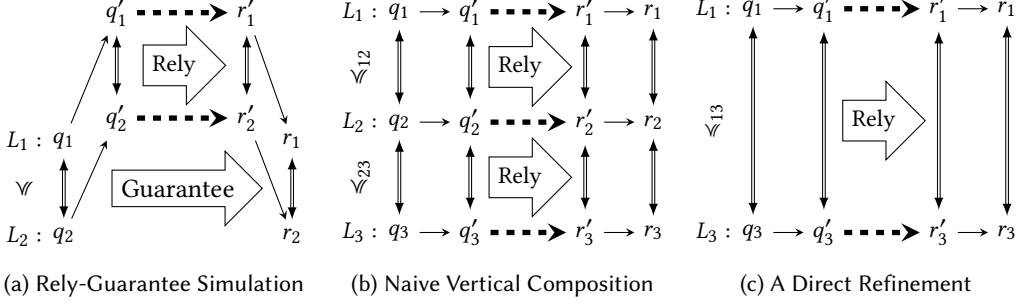 q′₁ r′₁ L₁ : q₁ q′₁ r′₁ r₁ L₁ : q₁ q′₁ r′₁ r₁
Rely Rely
≼₁₂
q′₂ r′₂ L₂ : q₂ q′₂ r′₂ r₂ Rely
L₁ : q₁ r₁ ≼₁₃
≼ Guarantee ≼₂₃ Rely
L₂ : q₂ r₂ L₃ : q₃ q′₃ r′₃ r₃ L₃ : q₃ q′₃ r′₃ r₃
(a) Rely-Guarantee Simulation (b) Naive Vertical Composition (c) A Direct Refinement